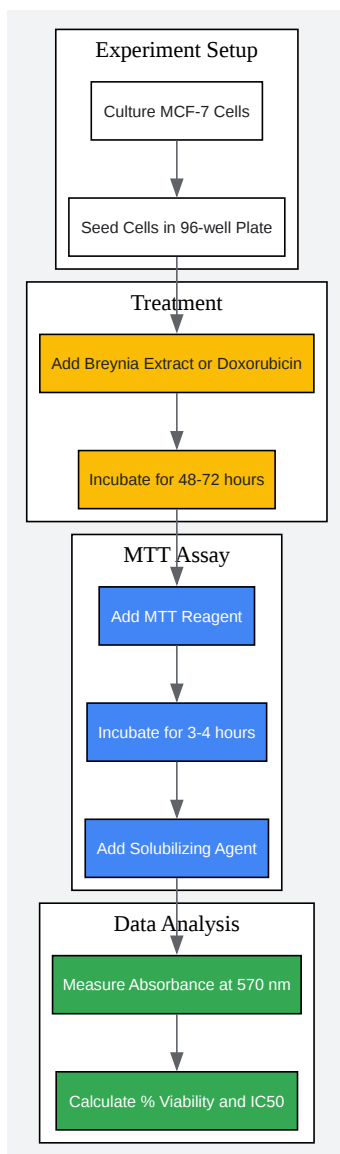 Experiment Setup
Culture MCF-7 Cells
Seed Cells in 96-well Plate
Treatment
Add Breynia Extract or Doxorubicin
Incubate for 48-72 hours
MTT Assay
Add MTT Reagent
Incubate for 3-4 hours
Add Solubilizing Agent
Data Analysis
Measure Absorbance at 570 nm
Calculate % Viability and IC50